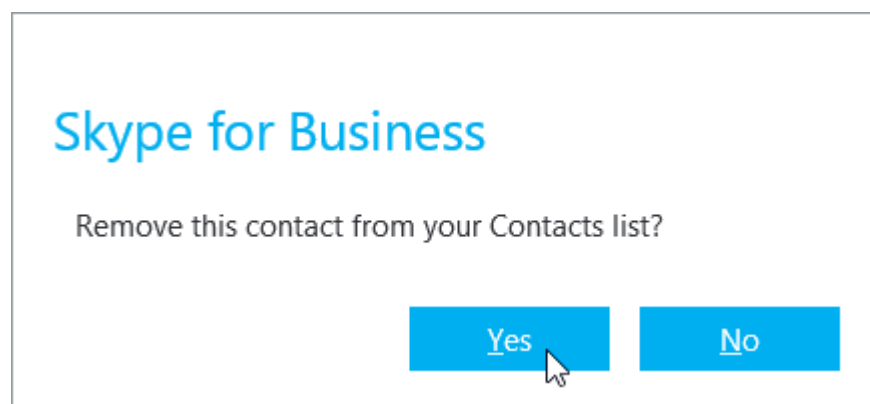 Skype for Business
Remove this contact from your Contacts list?
Yes No